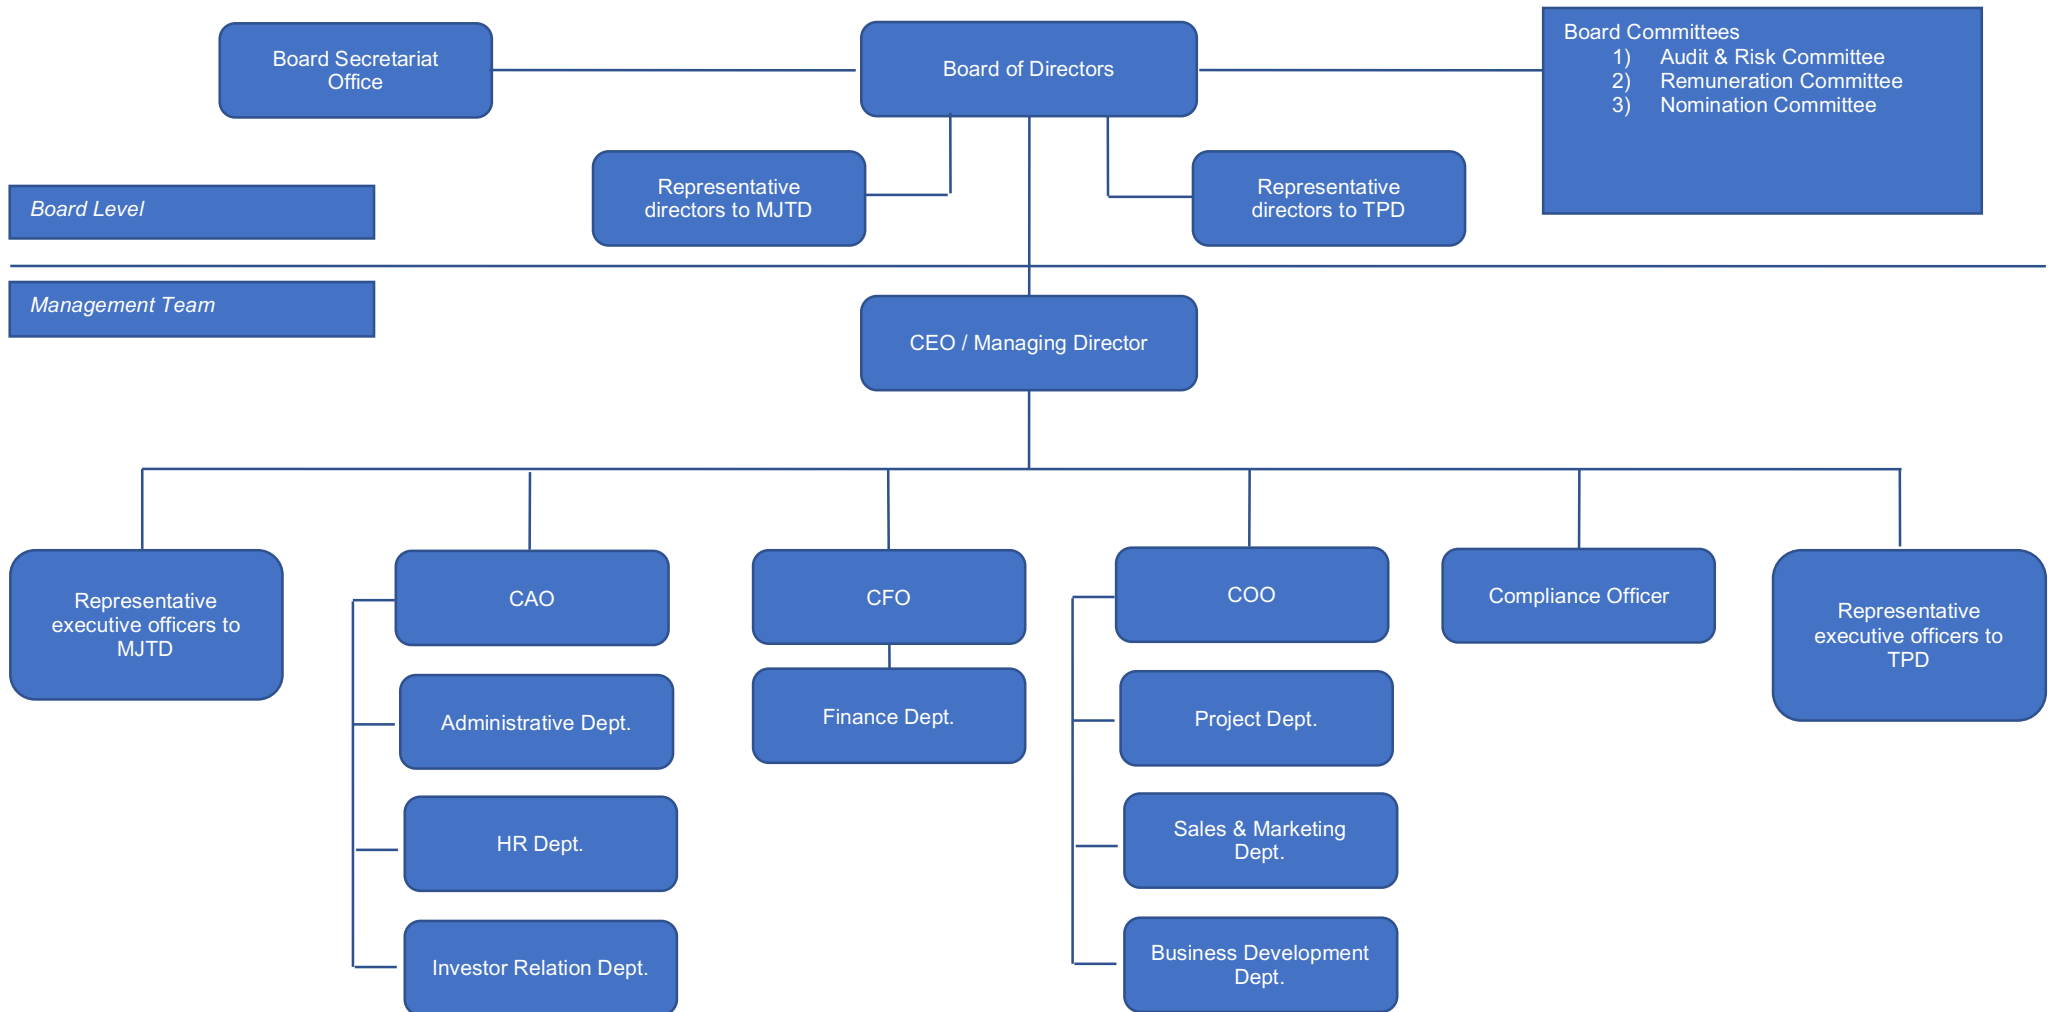 Board Secretariat
Office
Board of Directors
Board Committees
1) Audit & Risk Committee
2) Remuneration Committee
3) Nomination Committee
Representative
directors to MJTD
Representative
directors to TPD
Board Level
Management Team
CEO / Managing Director
Representative
executive officers to
MJTD
CAO
CFO
COO
Compliance Officer
Representative
executive officers to
TPD
Administrative Dept.
Finance Dept.
Project Dept.
HR Dept.
Sales & Marketing
Dept.
Investor Relation Dept.
Business Development
Dept.